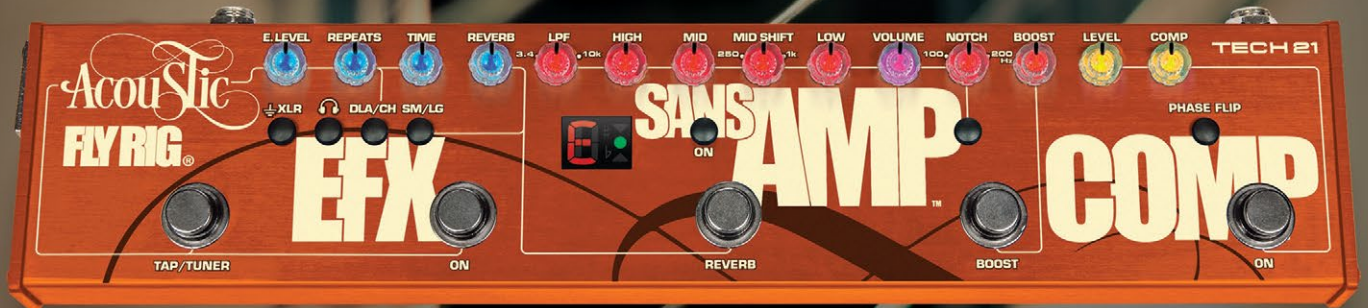 E. LEVEL REPEATS TIME REVERB LPF HIGH MID MID SHIFT LOW VOLUME NOTCH BOOST LEVEL COMP
3.4 10k 250 1k 100 200 Hz
TECH 21
Acoustic
FLY RIG®
XLR DLA/CH SM/LG
PHASE FLIP
SANS
AMP™
ON
E
b
EFX
COMP
TAP/TUNER ON REVERB BOOST ON